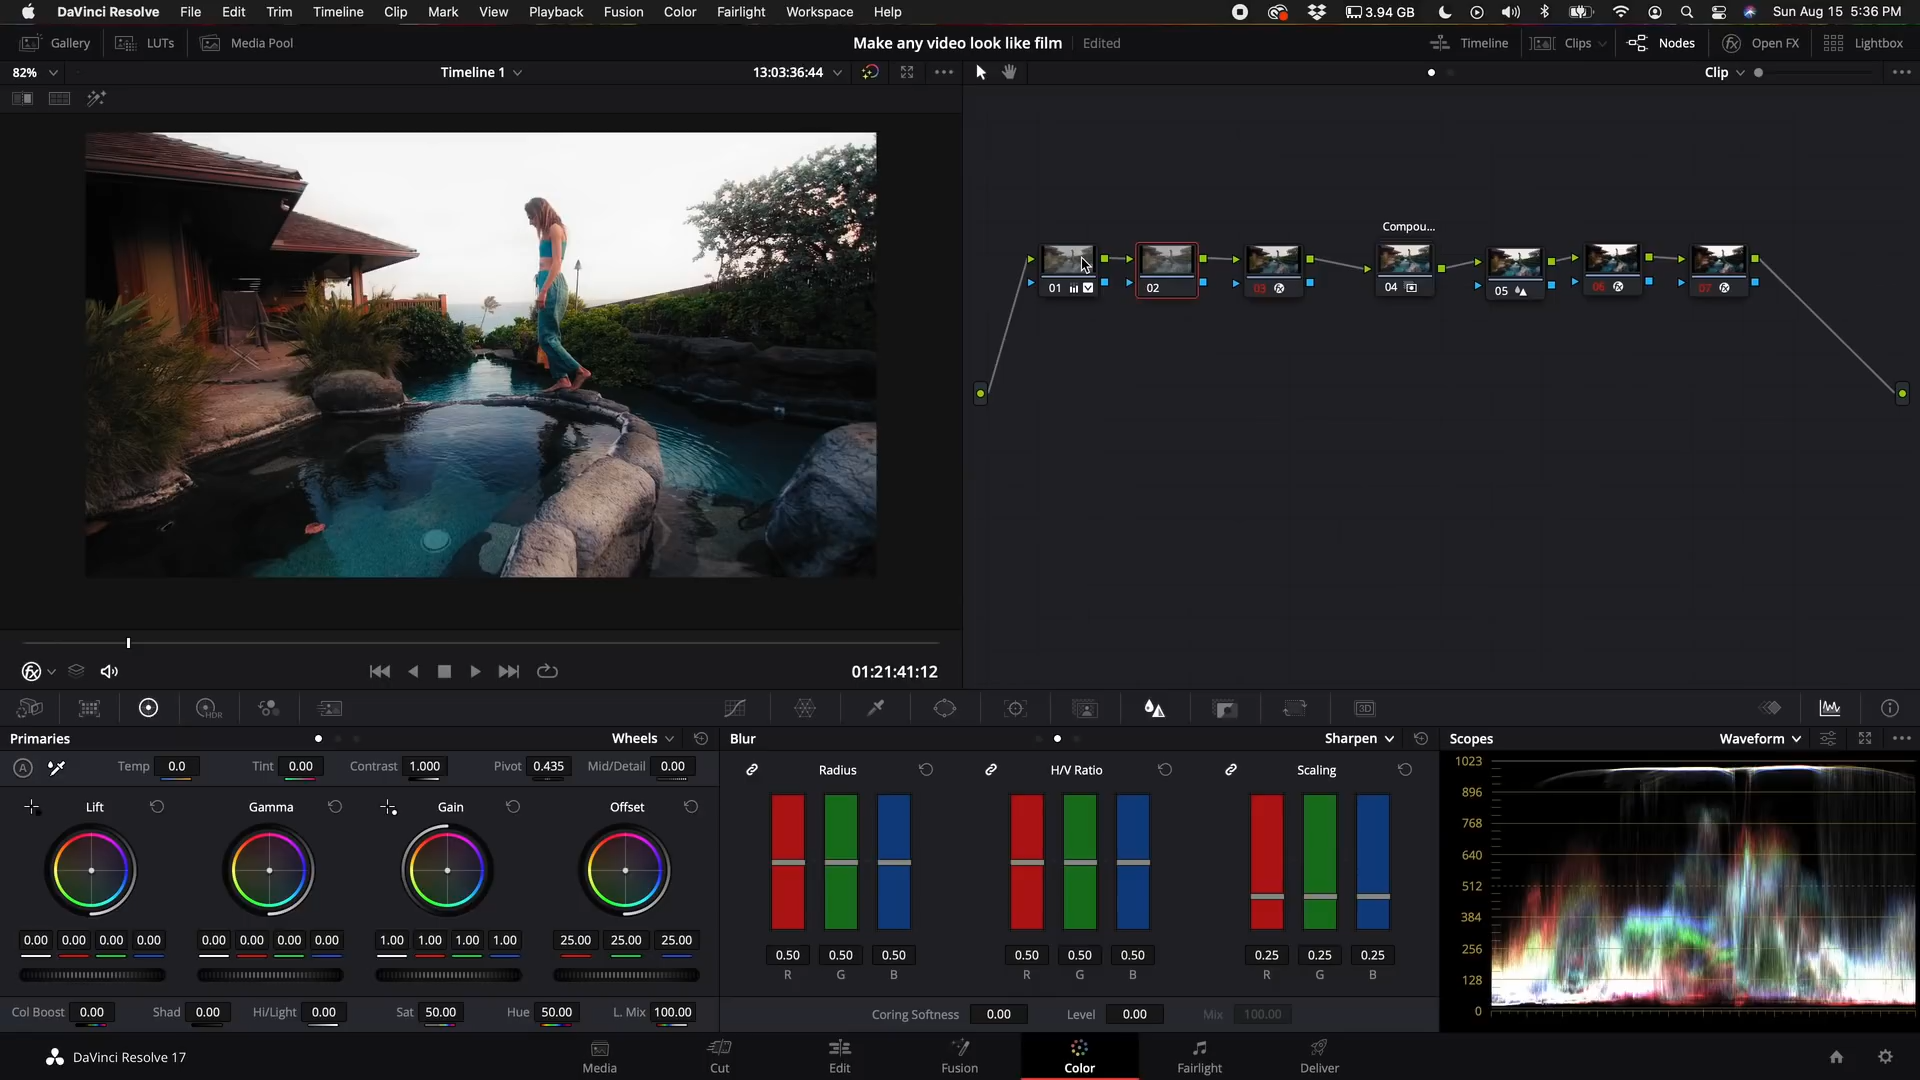 DaVinci Resolve File Edit Trim Timeline Clip Mark View Playback Fusion Color Fairlight Workspace Help 3.94 GB Sun Aug 15 5:36 PM
Gallery LUTs Media Pool Make any video look like film Edited Timeline Clips Nodes Open FX Lightbox
82% Timeline 1 13:03:36:44 Clip
Compou...
01 02 03 04 05 06 07
01:21:41:12
HDR 3D
Primaries Wheels Blur Sharpen Scopes Waveform
A Temp 0.0 Tint 0.00 Contrast 1.000 Pivot 0.435 Mid/Detail 0.00 Radius H/V Ratio Scaling
Lift Gamma Gain Offset
0.00 0.00 0.00 0.00 0.00 0.00 0.00 0.00 1.00 1.00 1.00 1.00 25.00 25.00 25.00
0.50 0.50 0.50 0.50 0.50 0.50 0.25 0.25 0.25
R G B R G B R G B
Col Boost 0.00 Shad 0.00 Hi/Light 0.00 Sat 50.00 Hue 50.00 L. Mix 100.00 Coring Softness 0.00 Level 0.00 Mix 100.00
1023
896
768
640
512
384
256
128
0
DaVinci Resolve 17 Media Cut Edit Fusion Color Fairlight Deliver